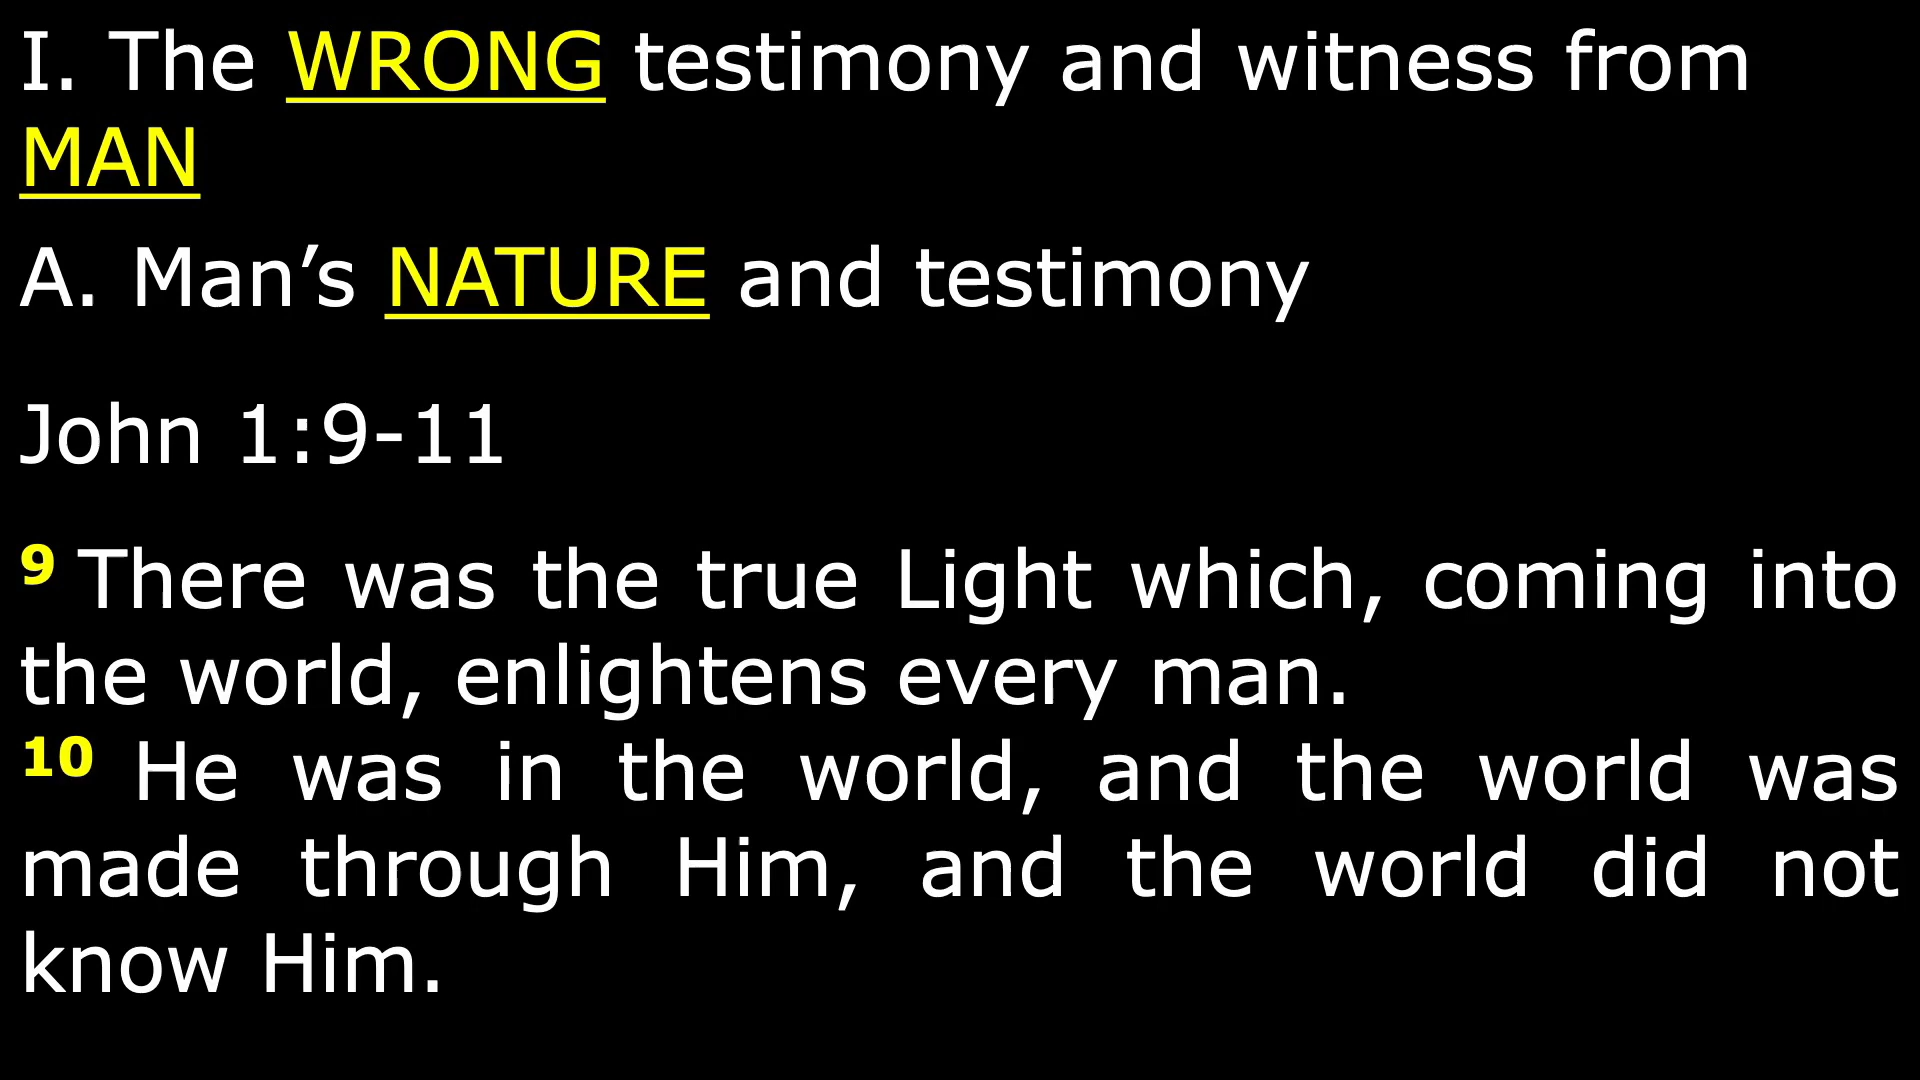 I. The WRONG testimony and witness from
MAN
A. Man’s NATURE and testimony
John 1:9-11
9 There was the true Light which, coming into
the world, enlightens every man.
10 He was in the world, and the world was
made through Him, and the world did not
know Him.